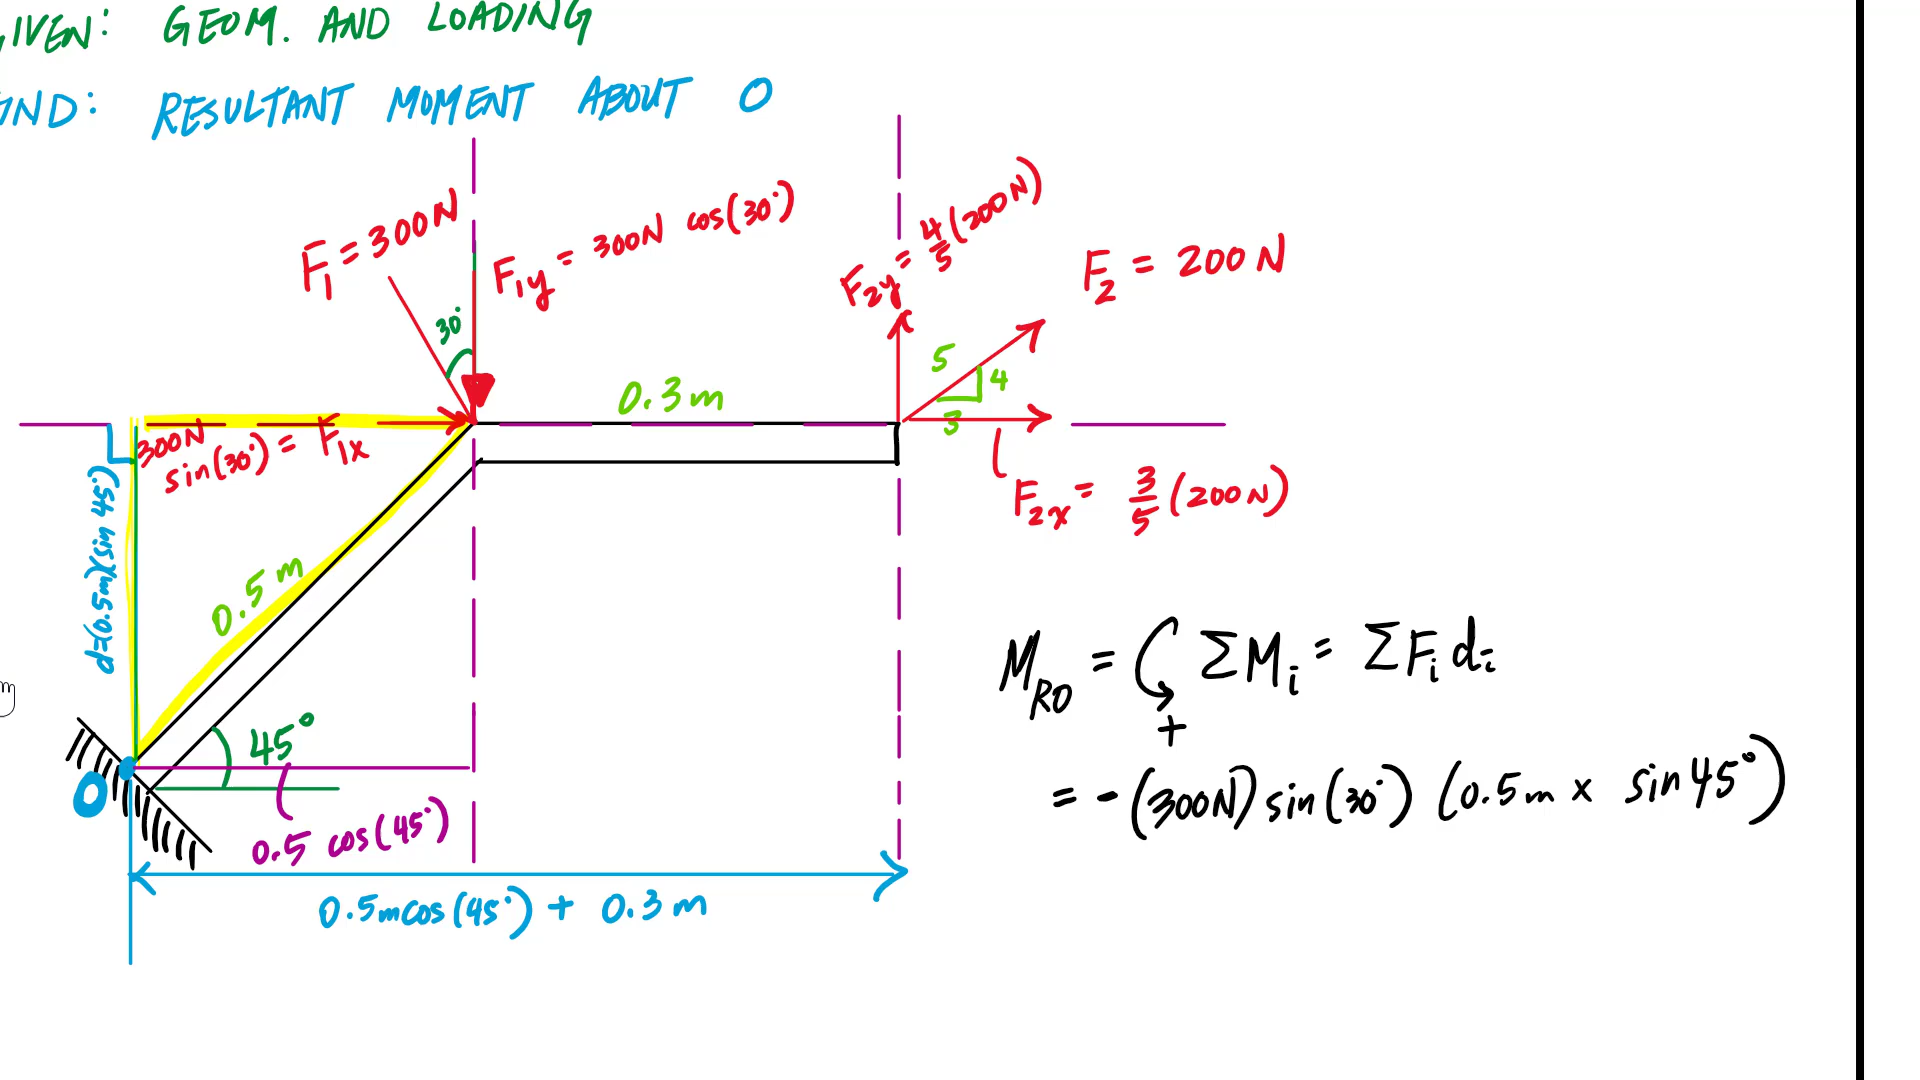 IVEN: GEOM. AND LOADING
IND: RESULTANT MOMENT ABOUT O
F1 = 300N
F1y = 300N cos(30°)
F2y = 4/5 (200N)
F2 = 200 N
30°
5
4
3
0.3 m
300N
sin(30°) = F1x
F2x = 3/5 (200N)
d=(0.5m)(sin 45°)
0.5 m
MRO = + ΣMi = ΣFi di
= - (300N) sin(30°) (0.5m x sin45°)
45°
O
0.5 cos(45°)
0.5mcos(45°) + 0.3 m